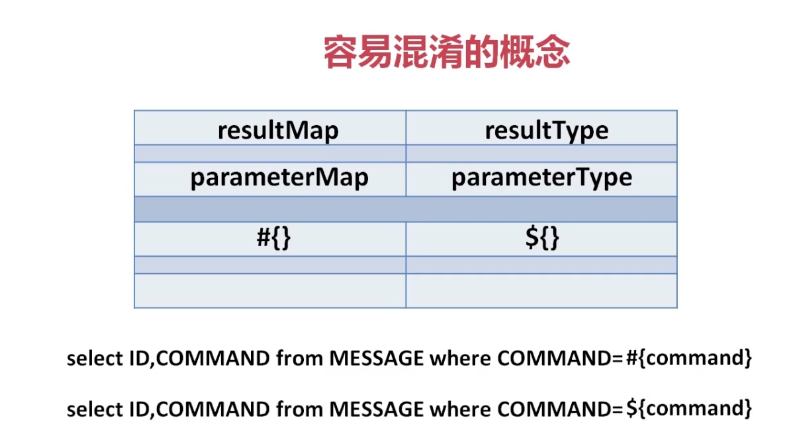 容易混淆的概念
resultMap resultType
parameterMap parameterType
#{} ${}
select ID,COMMAND from MESSAGE where COMMAND=#{command}
select ID,COMMAND from MESSAGE where COMMAND=${command}